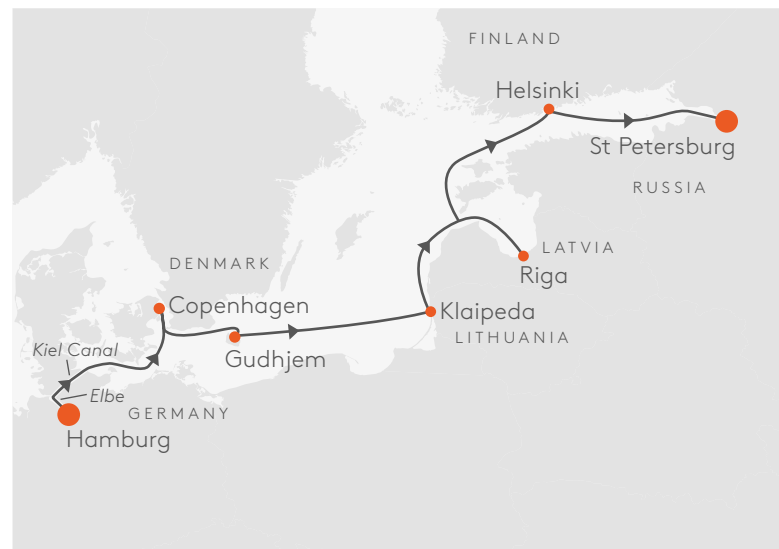 FINLAND
Helsinki
St Petersburg
RUSSIA
LATVIA
Riga
DENMARK
Copenhagen
Klaipeda
LITHUANIA
Gudhjem
Kiel Canal
Elbe
GERMANY
Hamburg